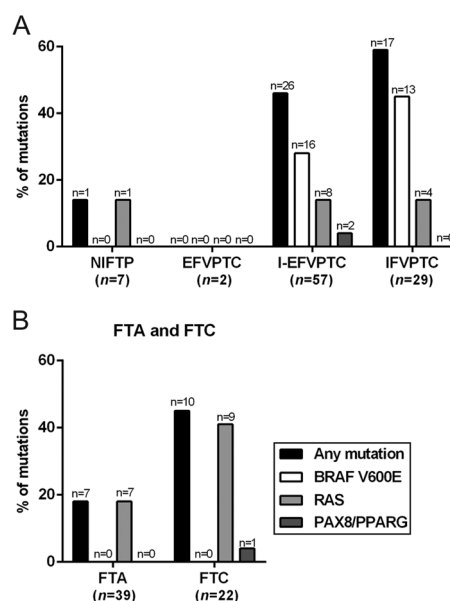 A
% of mutations
60
40
20
0
n=1
n=0
n=1
n=0
n=0 n=0 n=0 n=0
n=26
n=16
n=8
n=2
n=17
n=13
n=4
NIFTP
(n=7)
EFVPTC
(n=2)
I-EFVPTC
(n=57)
IFVPTC
(n=29)
B
FTA and FTC
% of mutations
60
40
20
0
n=7
n=0
n=7
n=0
n=10
n=0
n=9
n=1
FTA
(n=39)
FTC
(n=22)
Any mutation
BRAF V600E
RAS
PAX8/PPARG